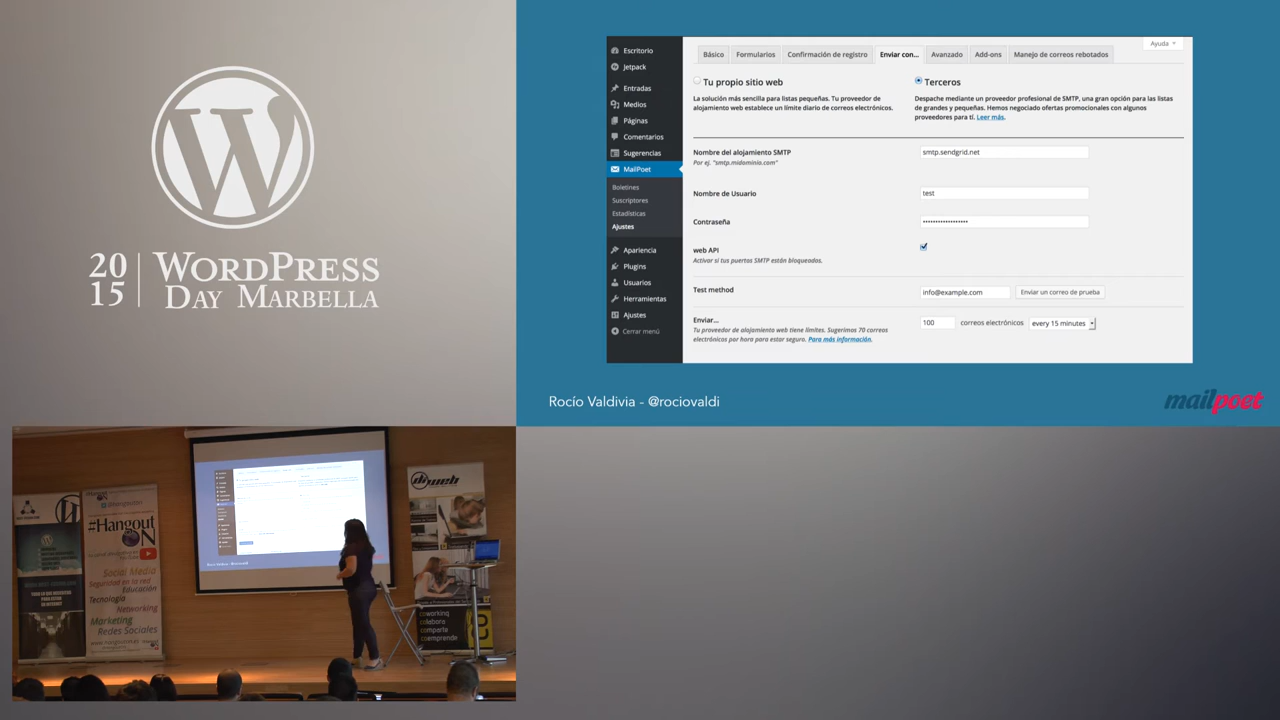 20
15
WORDPRESS
DAY MARBELLA
Ayuda
Escritorio
Jetpack
Entradas
Medios
Páginas
Comentarios
Sugerencias
MailPoet
Boletines
Suscriptores
Estadísticas
Ajustes
Apariencia
Plugins
Usuarios
Herramientas
Ajustes
Cerrar menú
Básico Formularios Confirmación de registro Enviar con... Avanzado Add-ons Manejo de correos rebotados
Tu propio sitio web
La solución más sencilla para listas pequeñas. Tu proveedor de
alojamiento web establece un límite diario de correos electrónicos.
Terceros
Despache mediante un proveedor profesional de SMTP, una gran opción para las listas
de grandes y pequeñas. Hemos negociado ofertas promocionales con algunos
proveedores para tí. Leer más.
Nombre del alojamiento SMTP
Por ej. "smtp.midominio.com"
smtp.sendgrid.net
Nombre de Usuario
test
Contraseña
web API
Activar si tus puertos SMTP están bloqueados.
Test method
info@example.com
Enviar un correo de prueba
Enviar...
Tu proveedor de alojamiento web tiene límites. Sugerimos 70 correos
electrónicos por hora para estar seguro. Para más información.
100 correos electrónicos every 15 minutes
Rocío Valdivia - @rociovaldi
mailpoet
#Hangout
ON
Social Media
Seguridad en la red
Educación
Tecnología
Networking
Marketing
Redes Sociales
diweb
coworking
colabora
comparte
coemprende